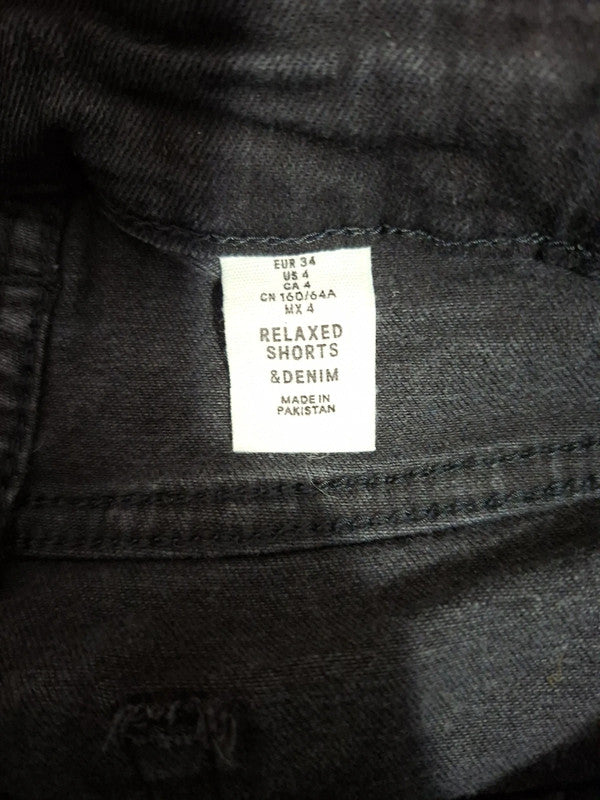 EUR 34
US 4
CA 4
CN 160/64A
MX 4
RELAXED
SHORTS
&DENIM
MADE IN
PAKISTAN